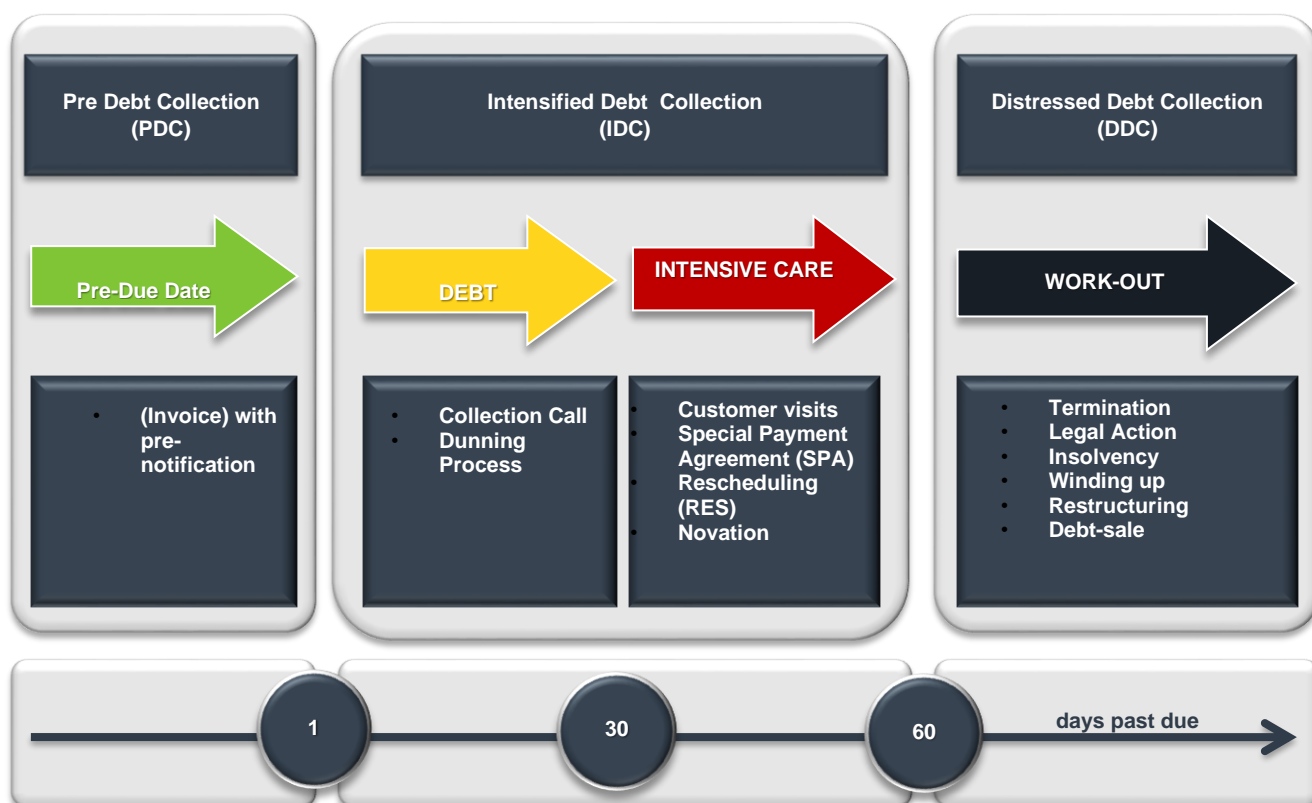 Pre Debt Collection
(PDC)
Intensified Debt  Collection
(IDC)
Distressed Debt Collection
(DDC)
Pre-Due Date
DEBT
INTENSIVE CARE
WORK-OUT
• (Invoice) with
pre-
notification
• Collection Call
• Dunning
Process
• Customer visits
• Special Payment
Agreement (SPA)
• Rescheduling
(RES)
• Novation
• Termination
• Legal Action
• Insolvency
• Winding up
• Restructuring
• Debt-sale
1
30
60
days past due